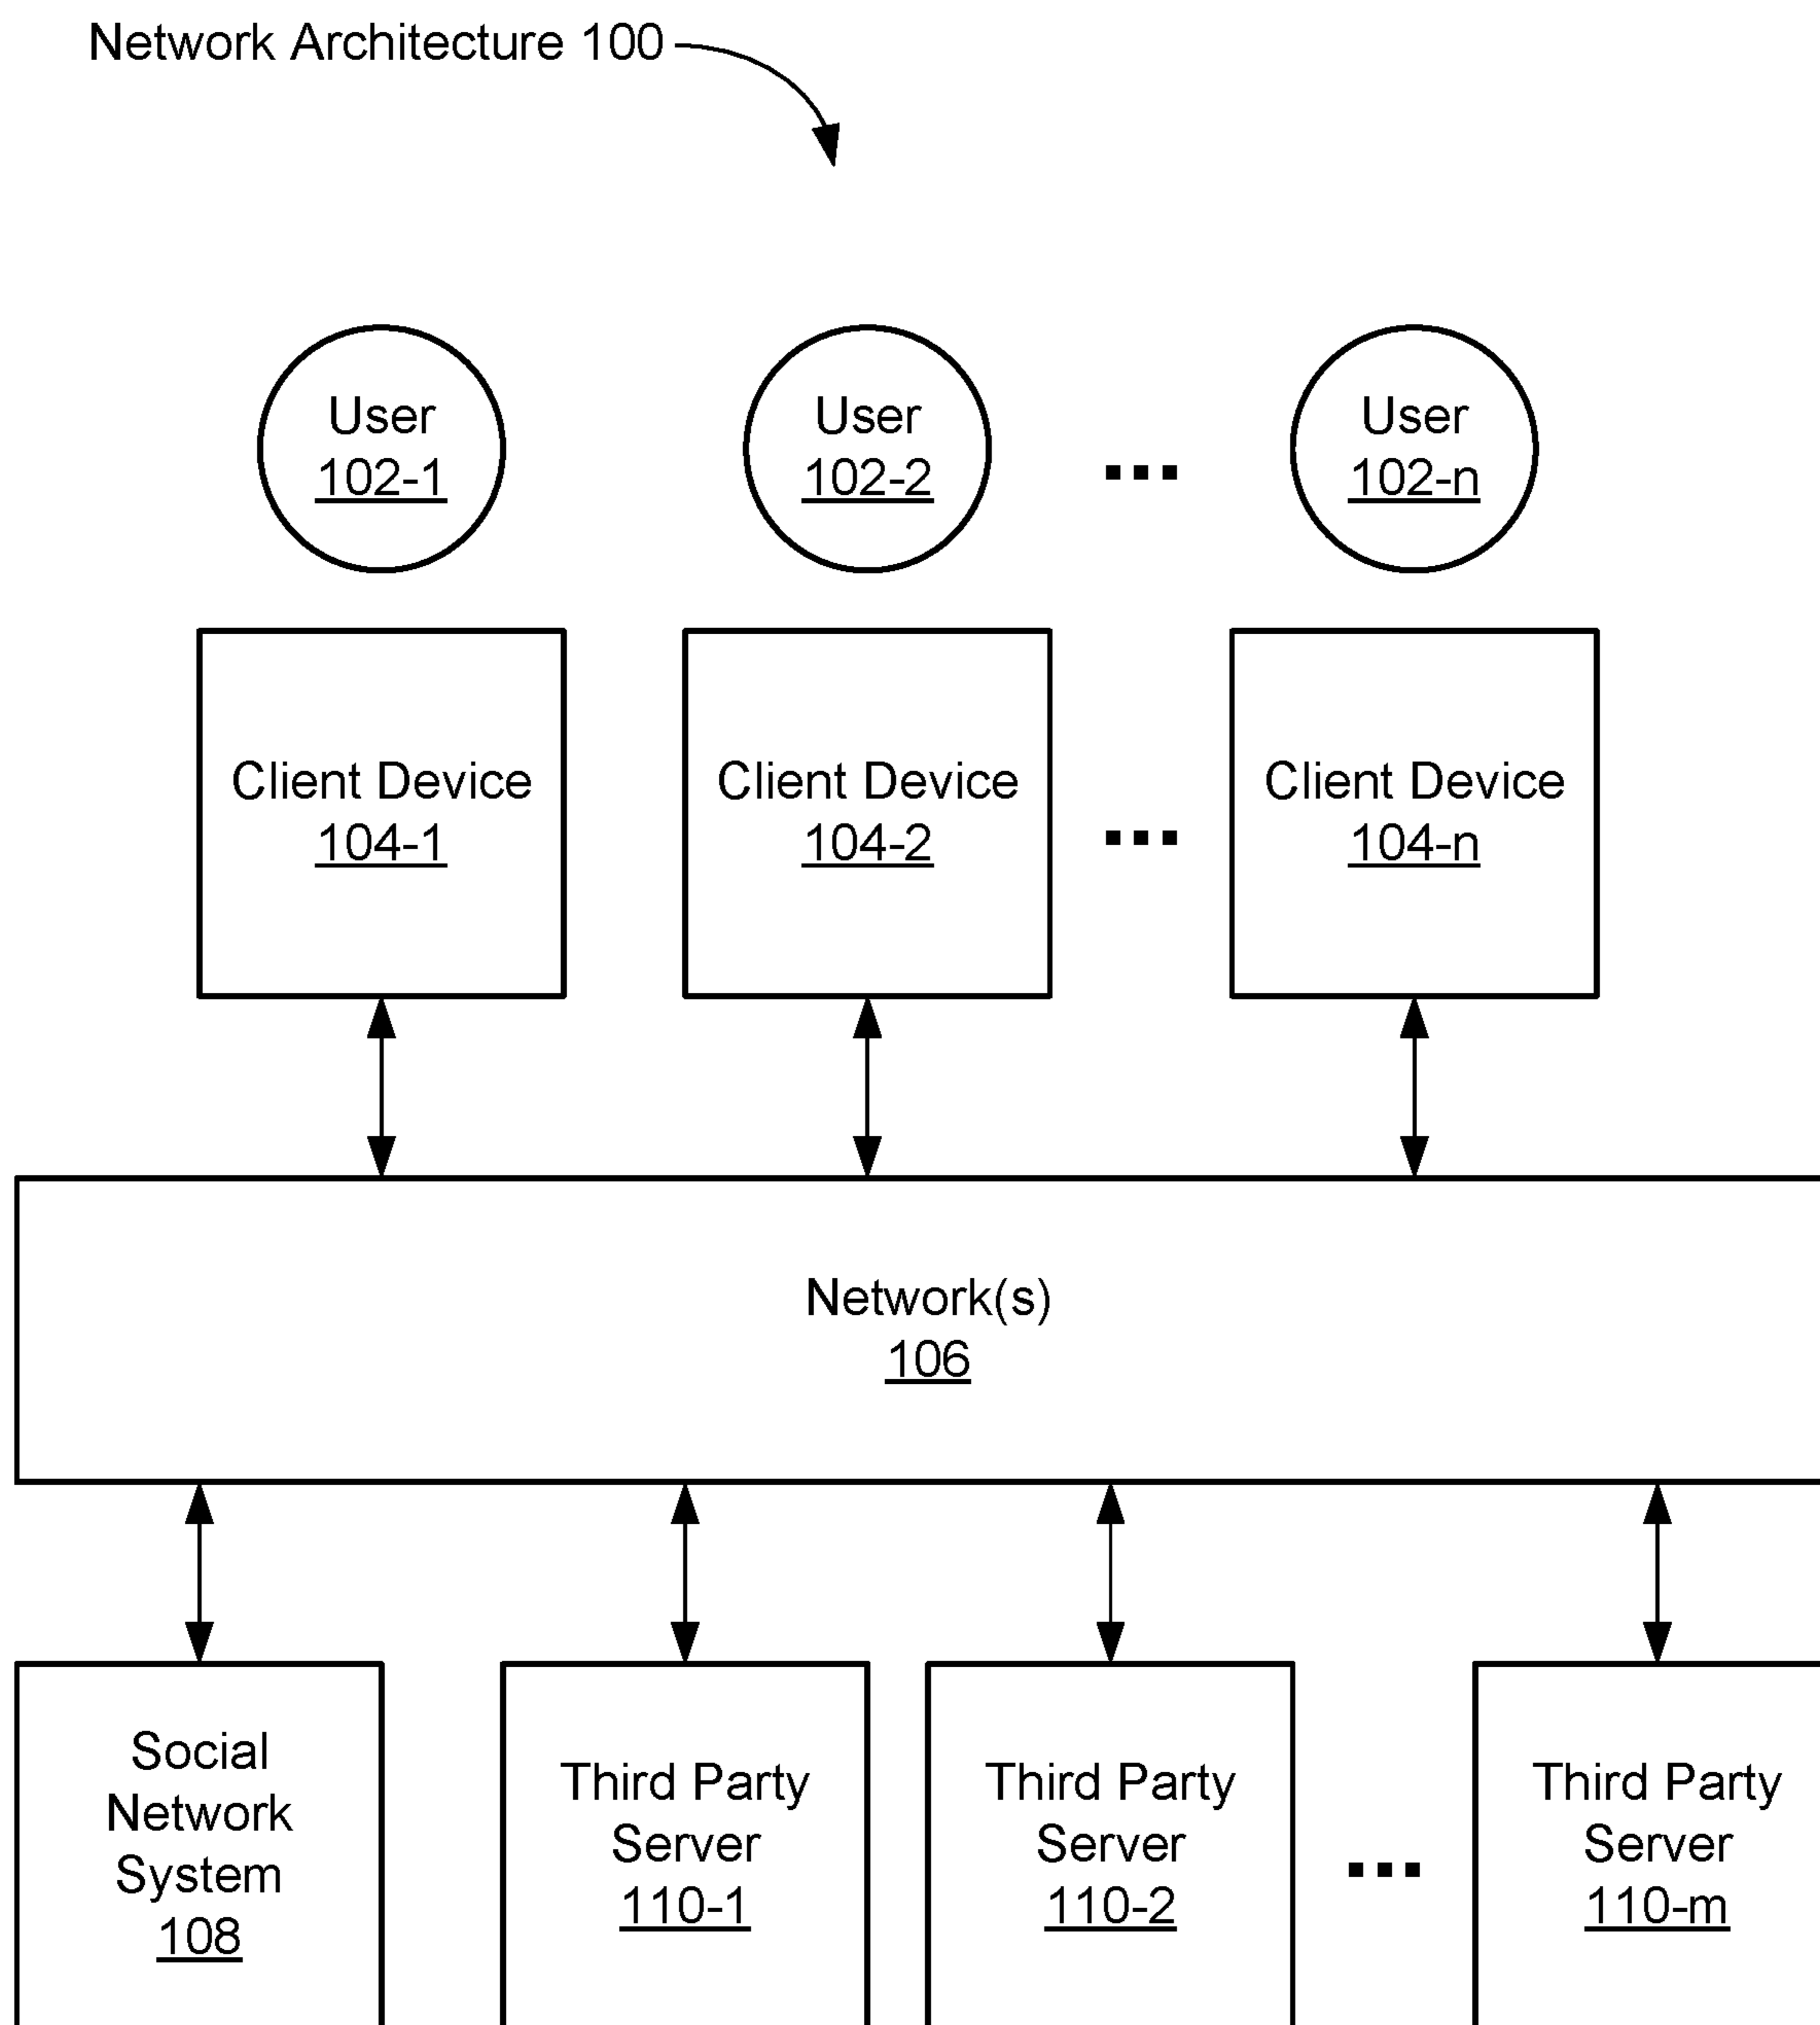 Network Architecture 100
User
102-1
User
102-2
...
User
102-n
Client Device
104-1
Client Device
104-2
...
Client Device
104-n
Network(s)
106
Social
Network
System
108
Third Party
Server
110-1
Third Party
Server
110-2
...
Third Party
Server
110-m